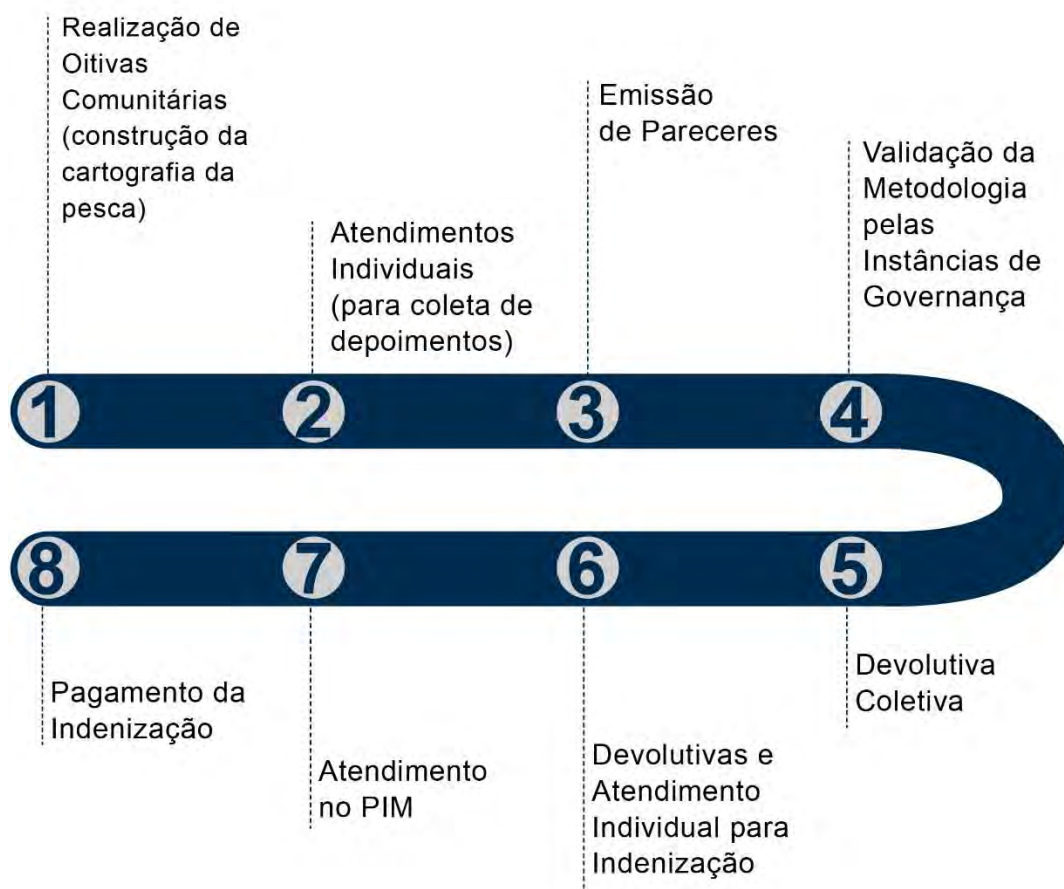 Realização de
Oitivas
Comunitárias
(construção da
cartografia da
pesca)
Atendimentos
Individuais
(para coleta de
depoimentos)
Emissão
de Pareceres
Validação da
Metodologia
pelas
Instâncias de
Governança
1
2
3
4
5
6
7
8
Devolutiva
Coletiva
Devolutivas e
Atendimento
Individual para
Indenização
Atendimento
no PIM
Pagamento da
Indenização